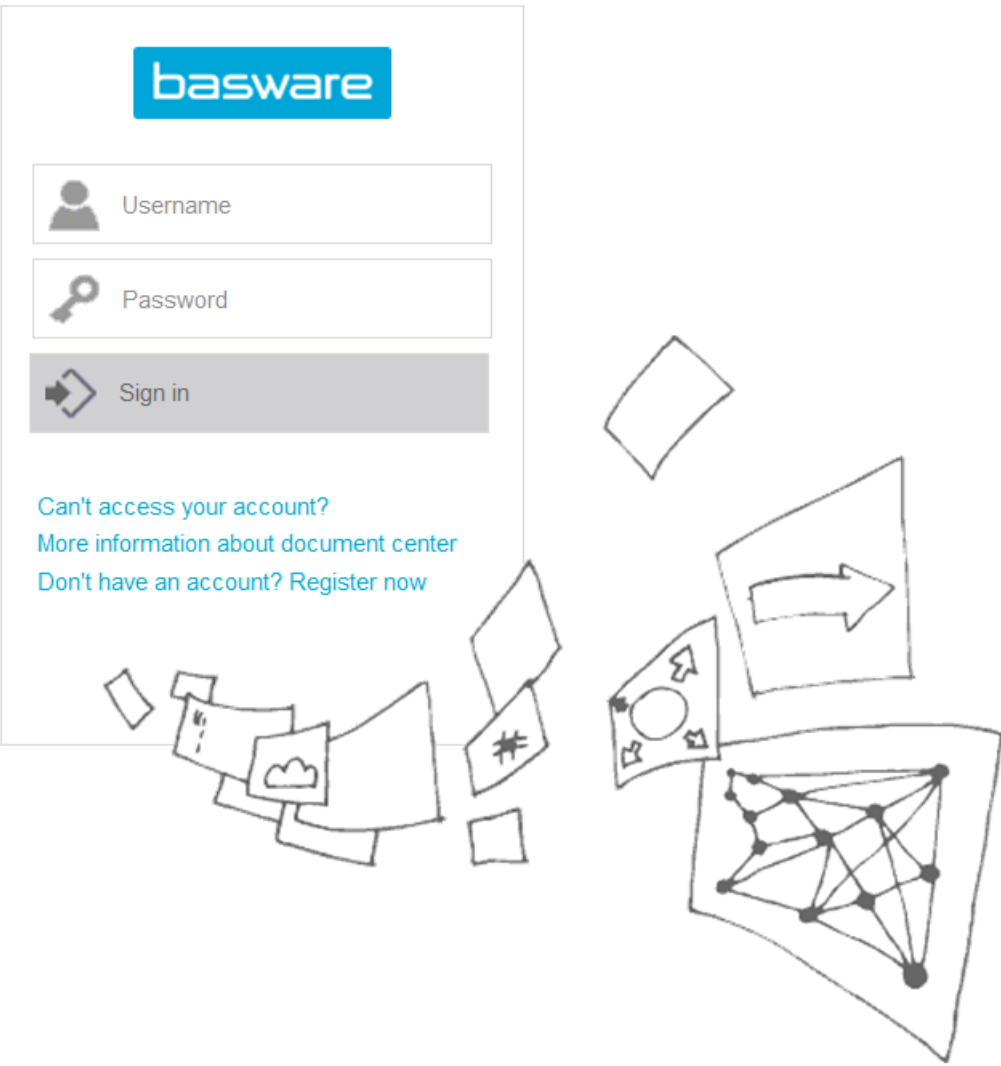 basware
Username
Password
Sign in
Can't access your account?
More information about document center
Don't have an account? Register now
#